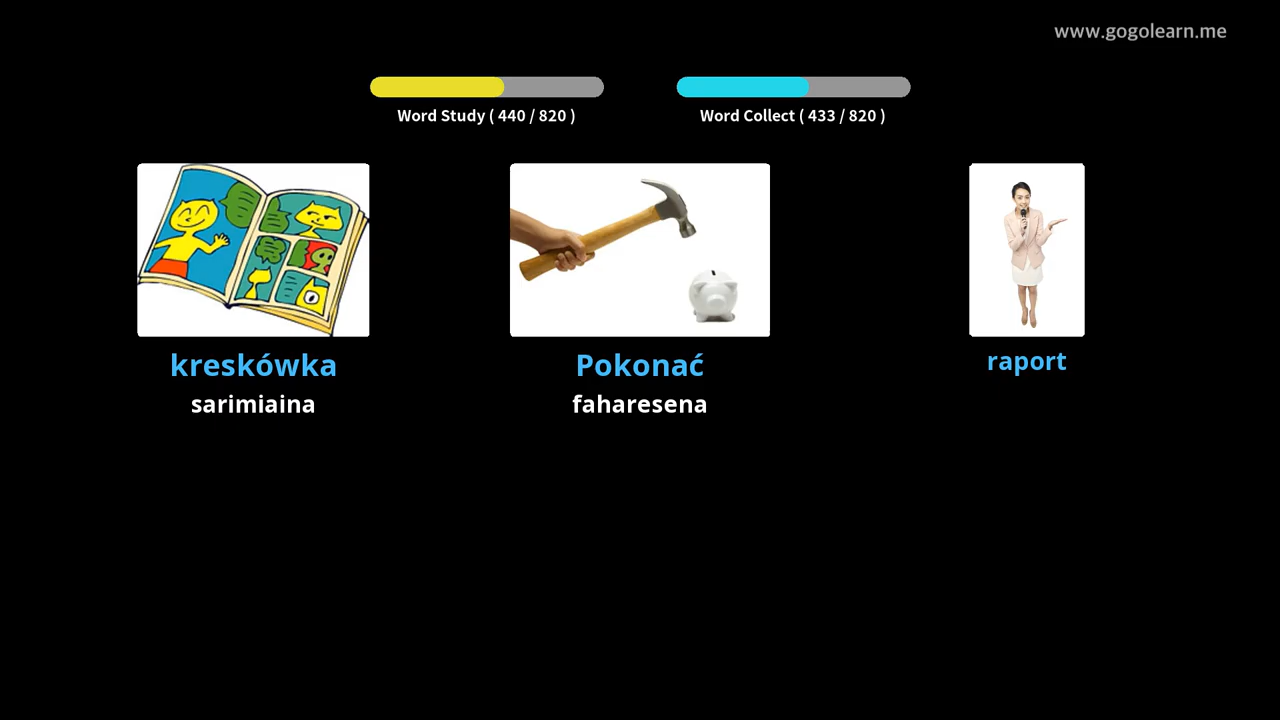 www.gogolearn.me
Word Study ( 440 / 820 )
Word Collect ( 433 / 820 )
kreskówka
sarimiaina
Pokonać
faharesena
raport